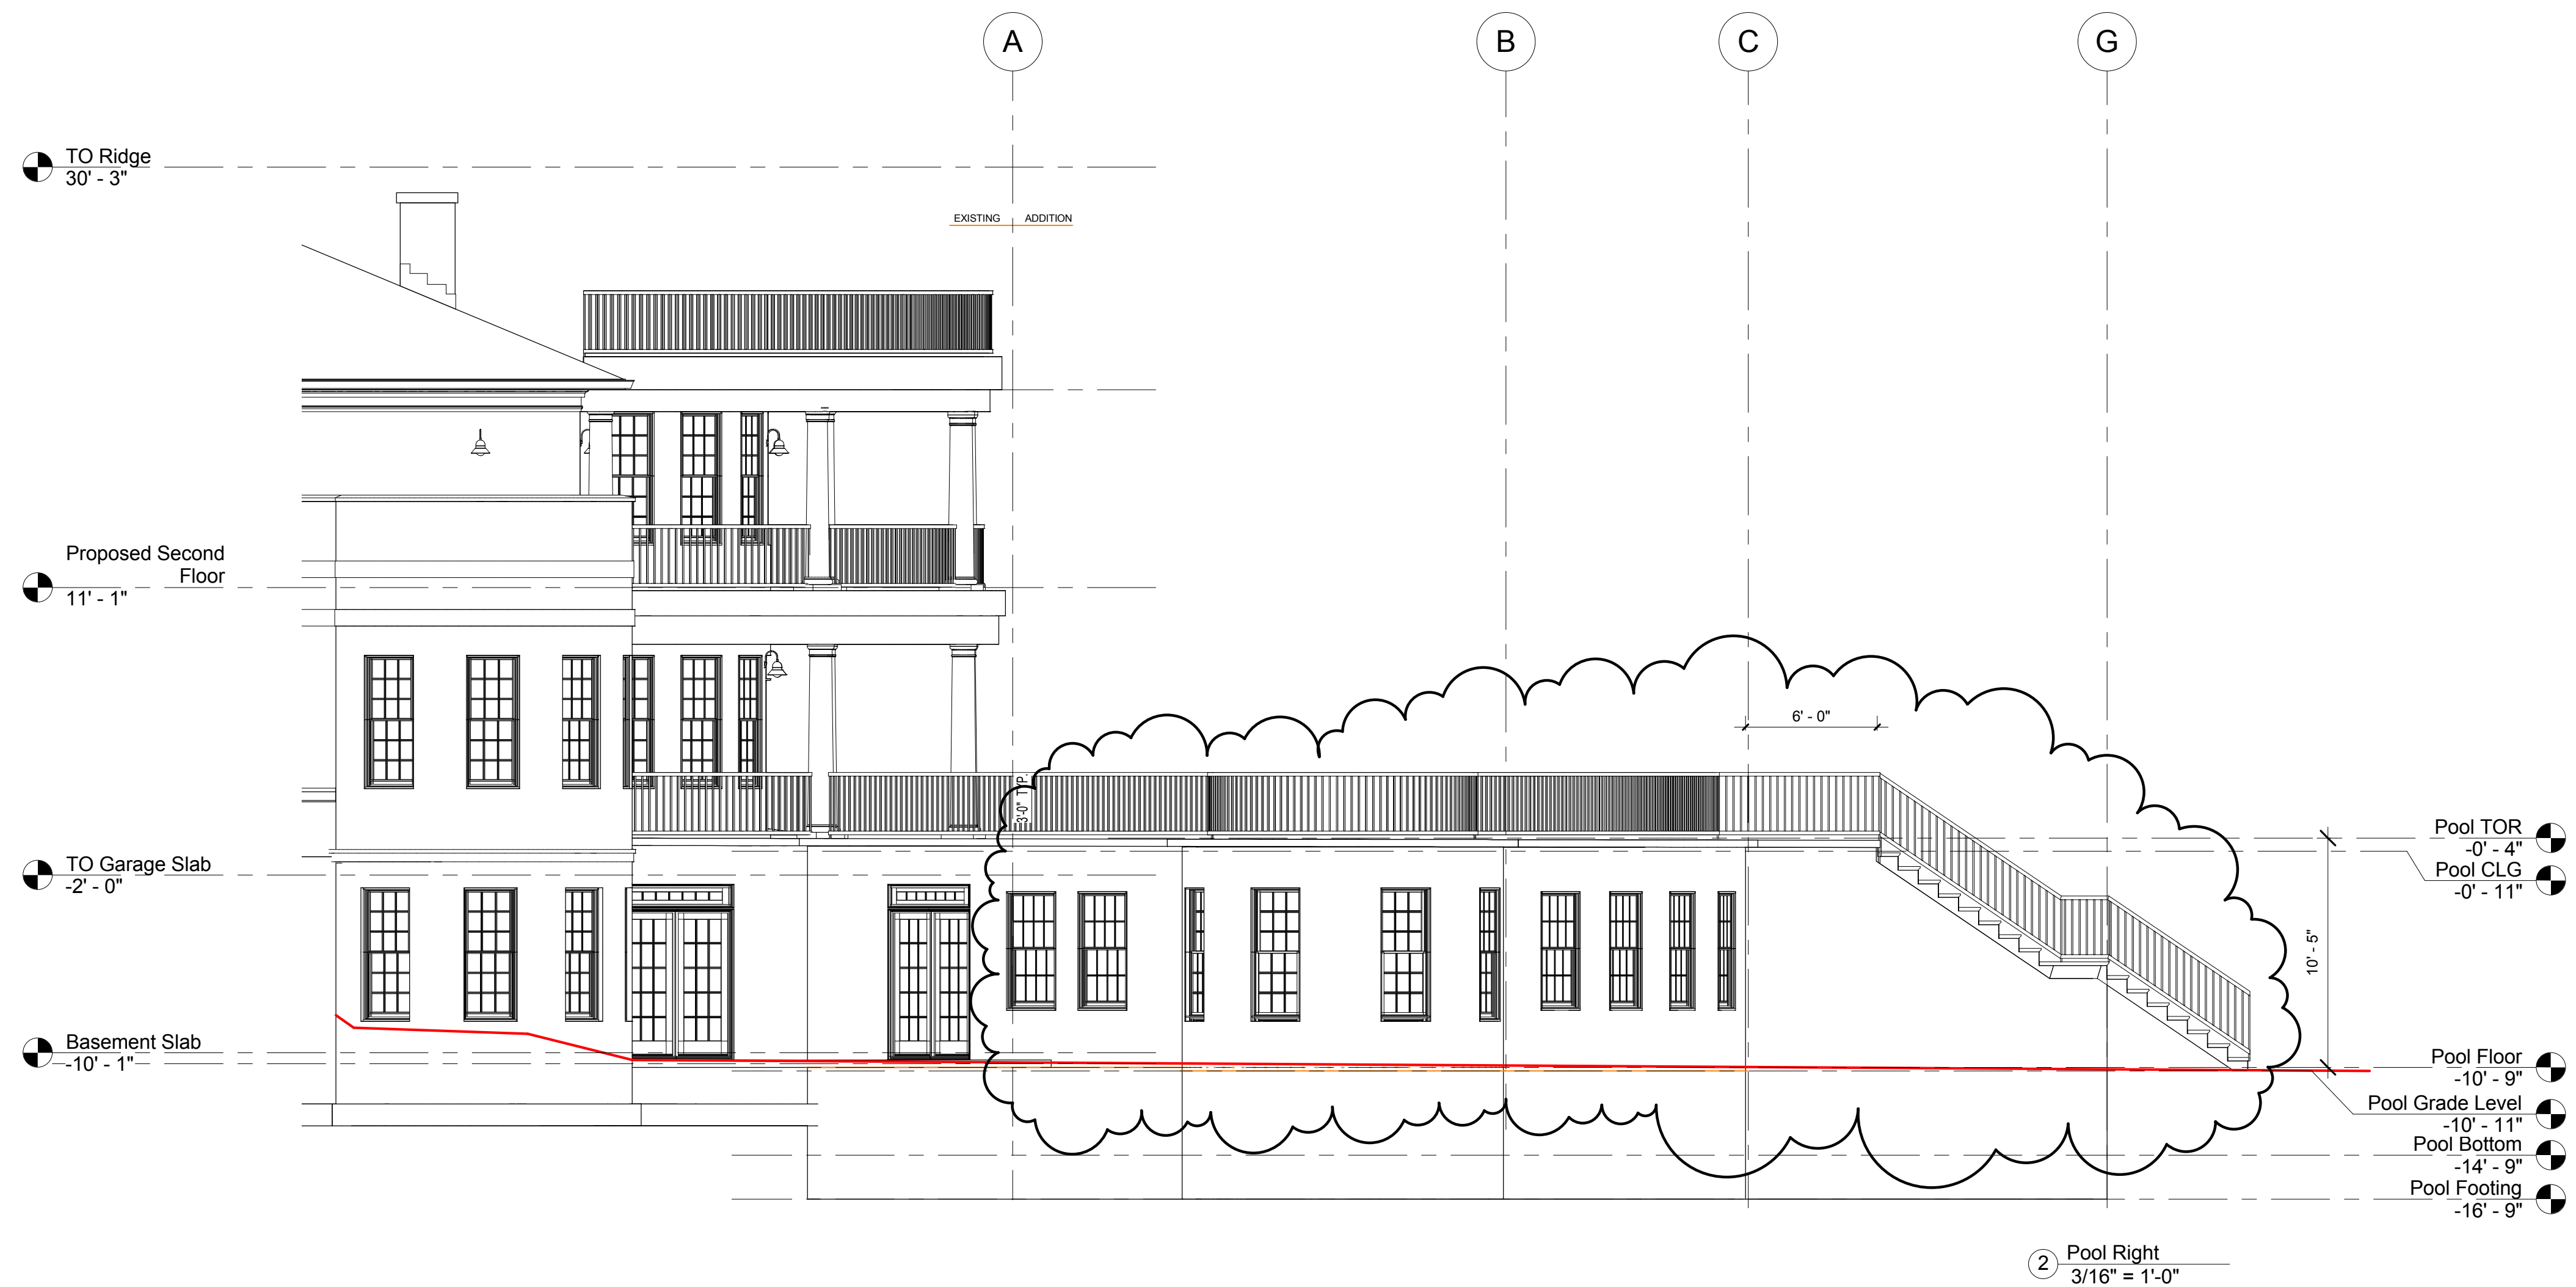 A
B
C
G
TO Ridge
30' - 3"
EXISTING ADDITION
Proposed Second
Floor
11' - 1"
6' - 0"
3'-0" TYP.
TO Garage Slab
-2' - 0"
Pool TOR
-0' - 4"
Pool CLG
-0' - 11"
10' - 5"
Basement Slab
-10' - 1"
Pool Floor
-10' - 9"
Pool Grade Level
-10' - 11"
Pool Bottom
-14' - 9"
Pool Footing
-16' - 9"
2 Pool Right
3/16" = 1'-0"